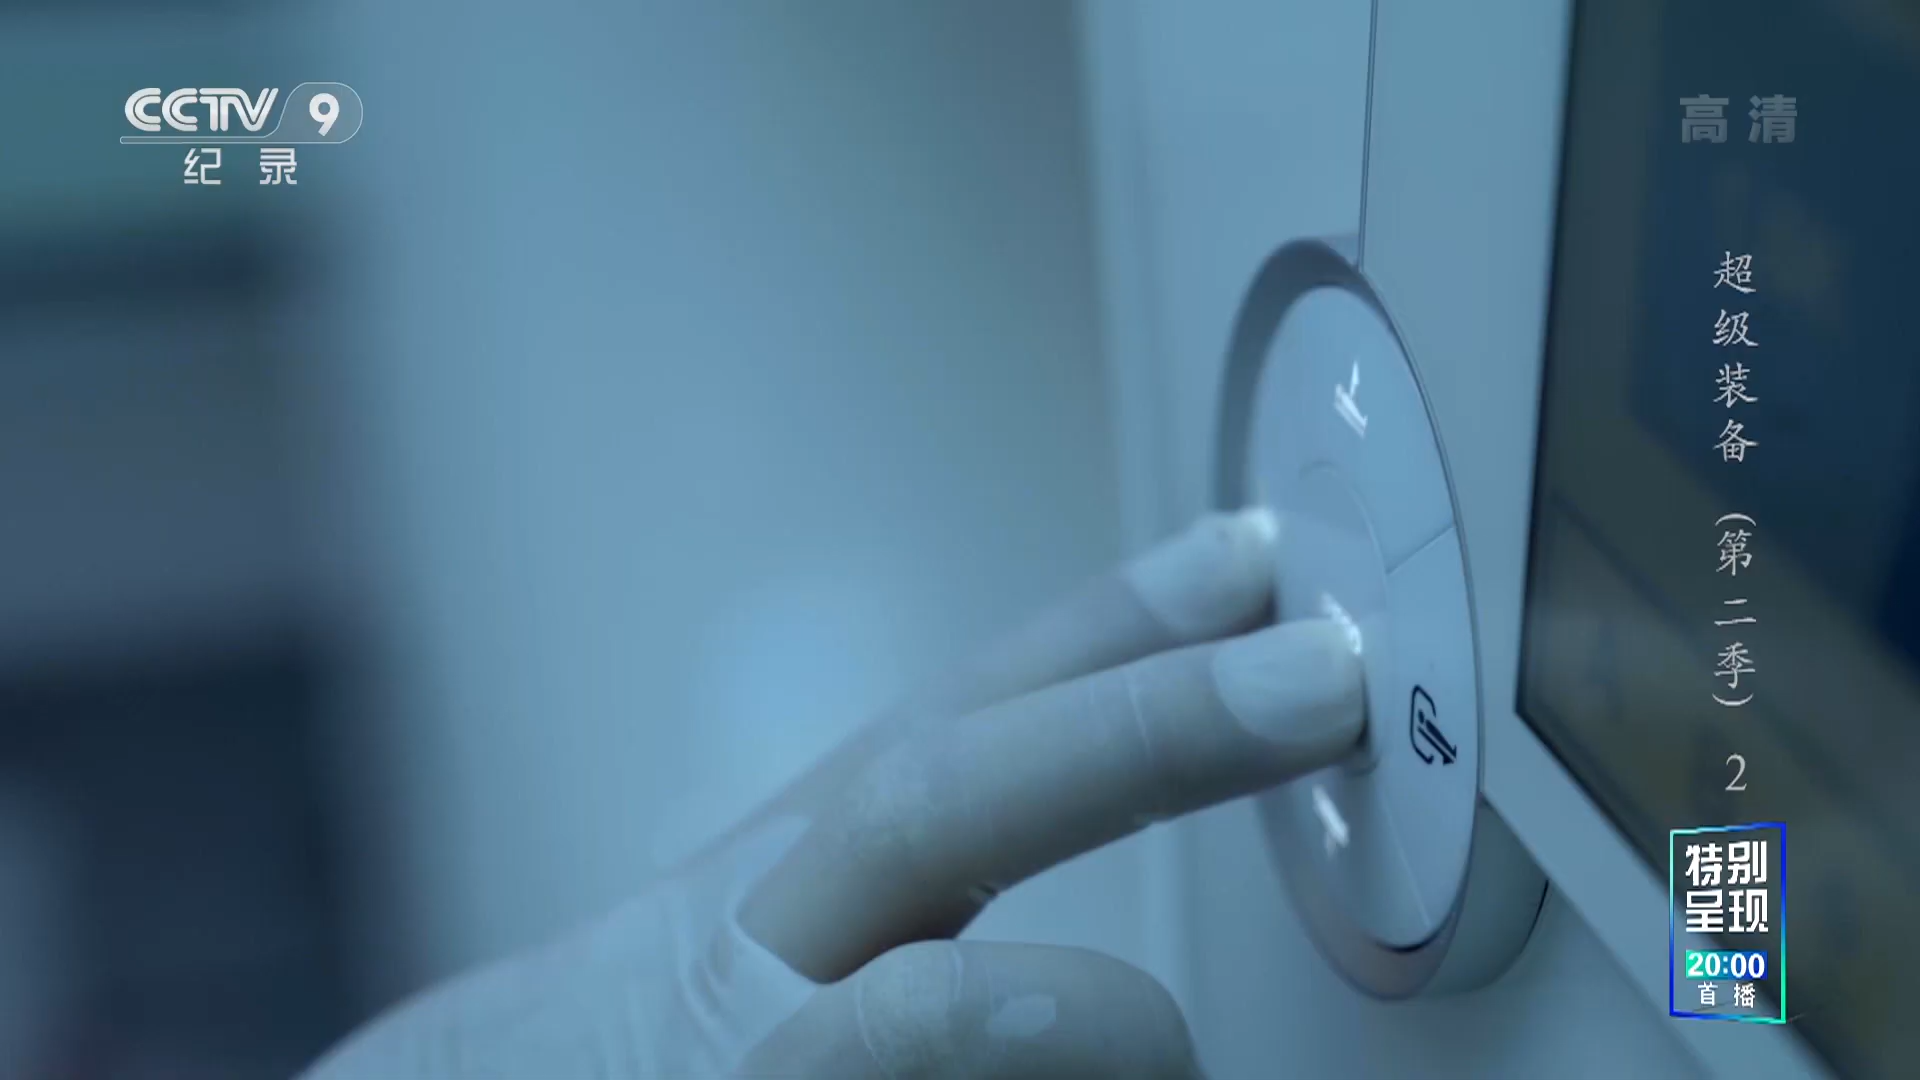 CCTV 9
纪 录
高 清
超级装备 (第二季) 2
特别
呈现
20:00
首 播